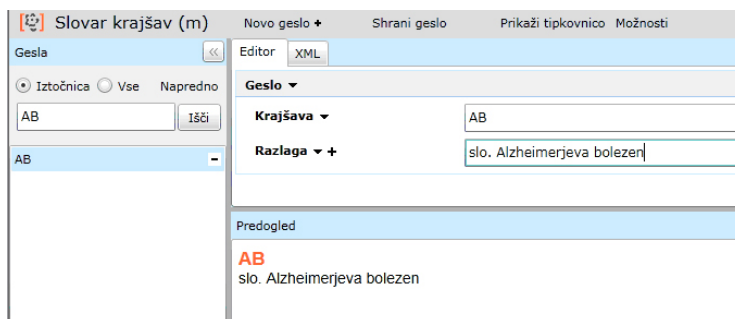 Slovar krajšav (m)
Novo geslo + Shrani geslo Prikaži tipkovnico Možnosti
Gesla «
Editor XML
Iztočnica Vse Napredno
Geslo
AB Išči
Krajšava AB
AB -
Razlaga + slo. Alzheimerjeva bolezen
Predogled
AB
slo. Alzheimerjeva bolezen